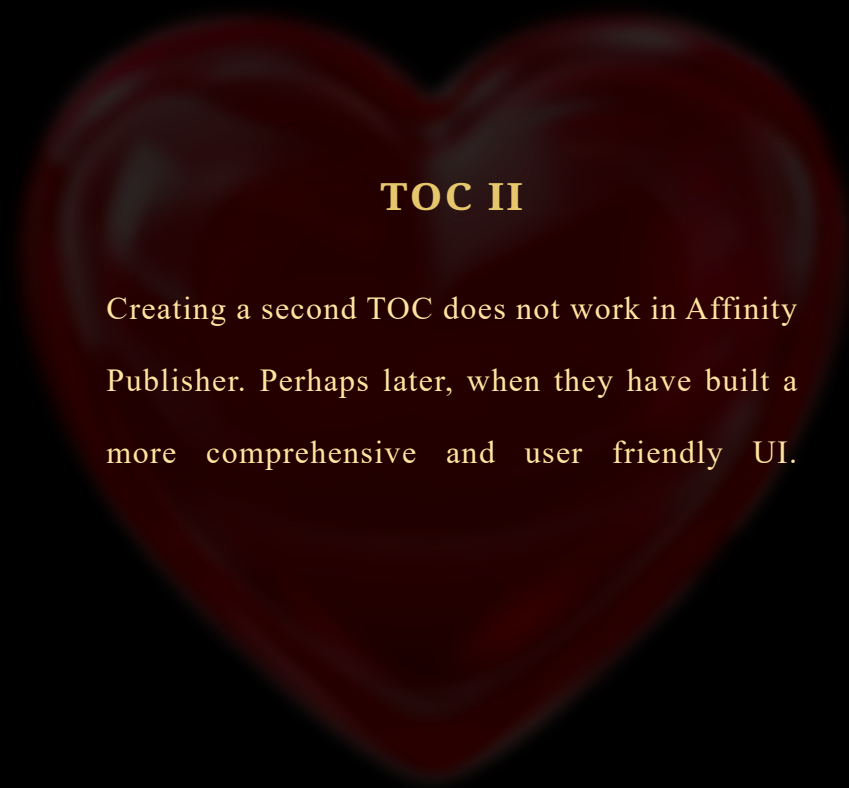 TOC II
Creating a second TOC does not work in Affinity
Publisher. Perhaps later, when they have built a
more comprehensive and user friendly UI.